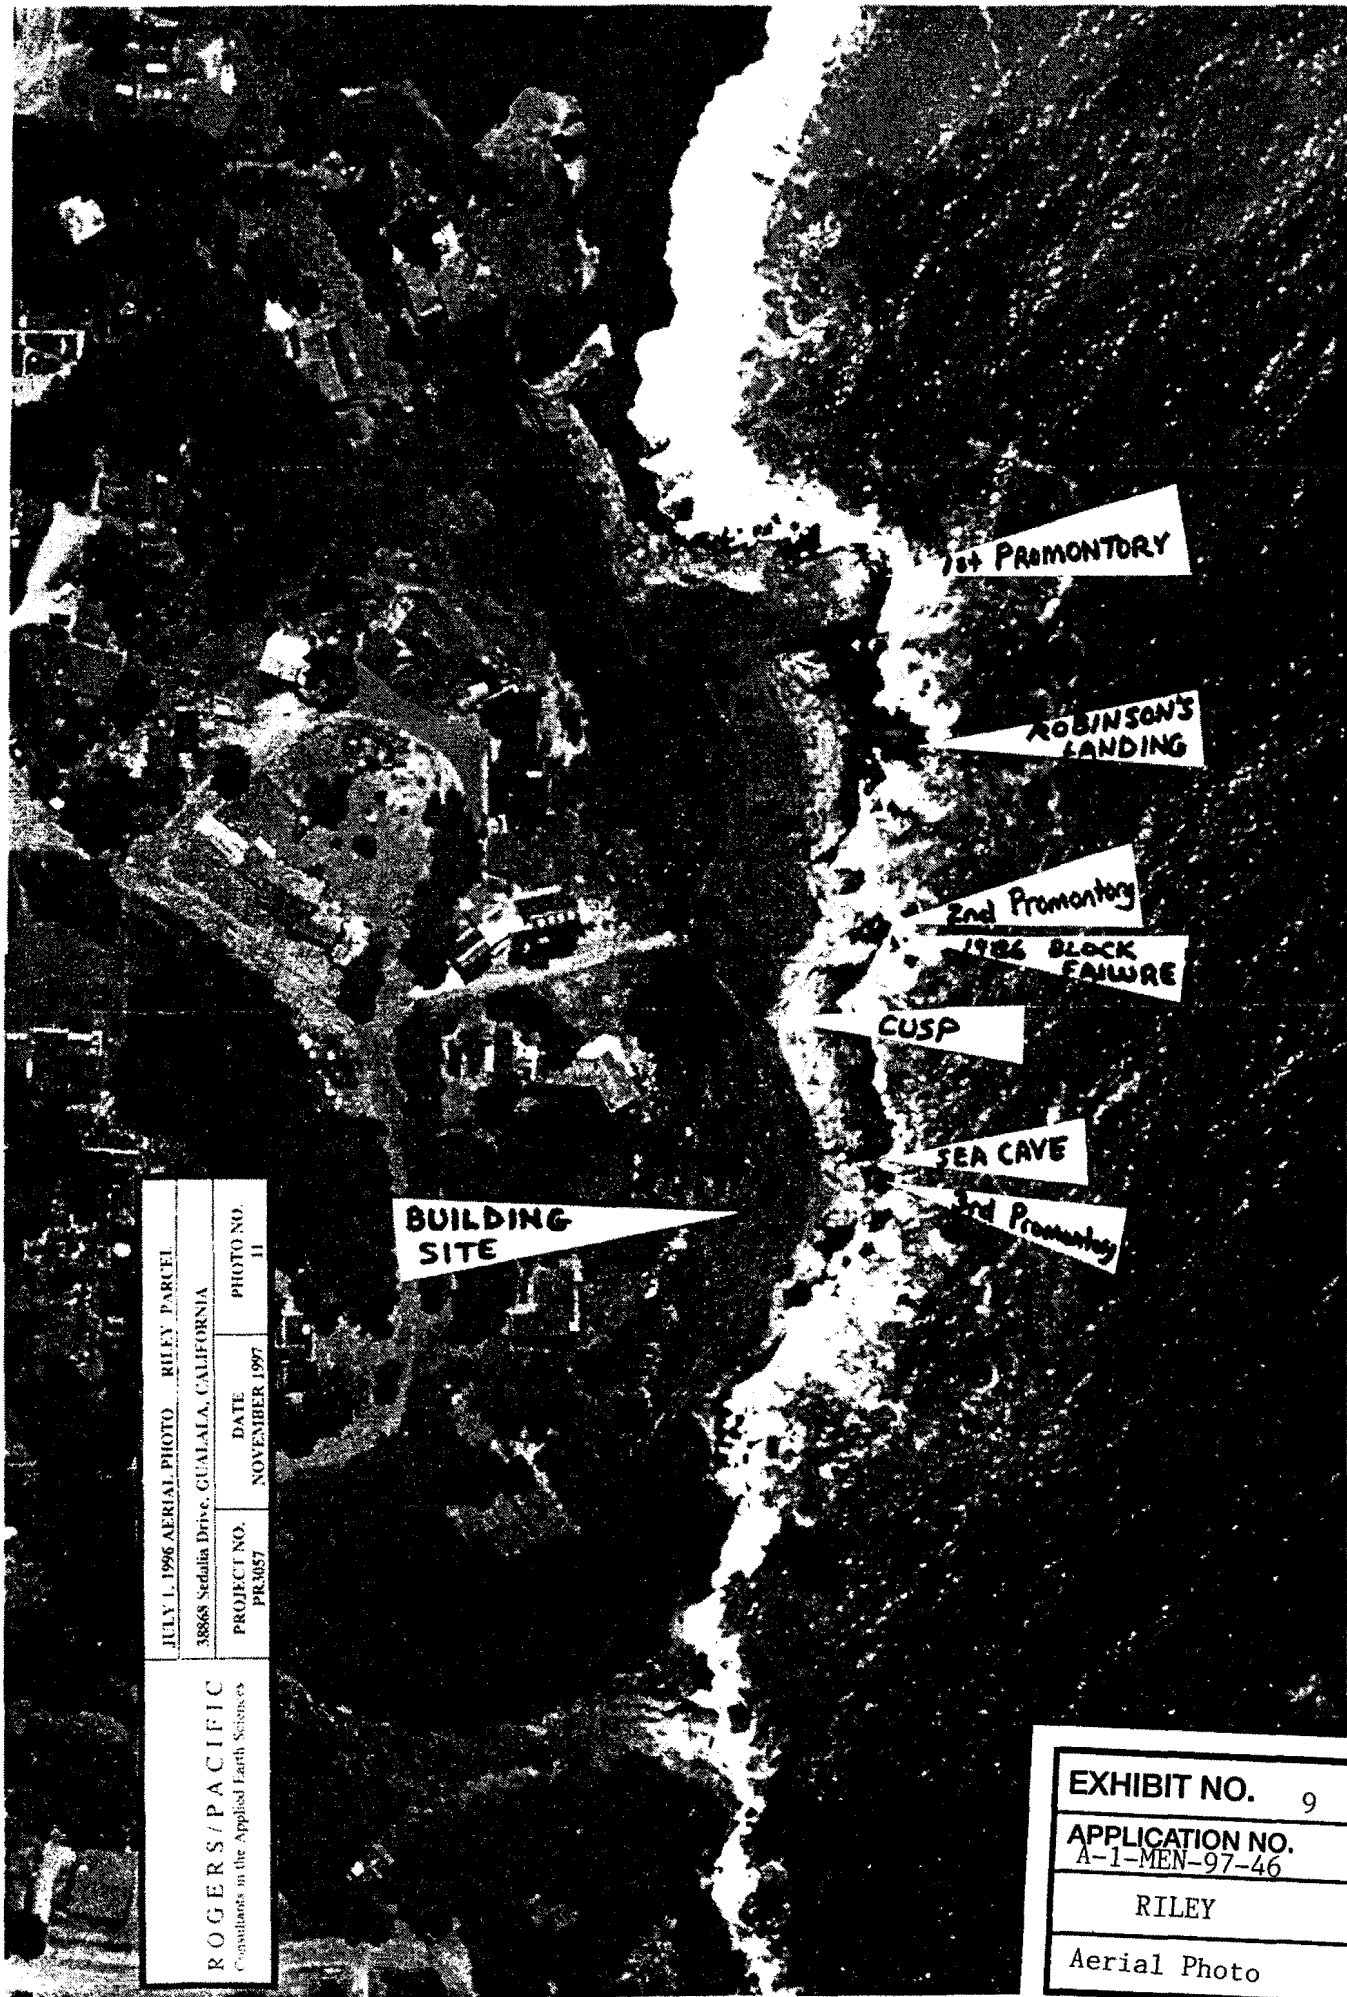 1st PROMONTORY
ROBINSON'S
LANDING
2nd Promontory
1986 BLOCK
FAILURE
CUSP
SEA CAVE
3rd Promontory
BUILDING
SITE
ROGERS/PACIFIC
Consultants in the Applied Earth Sciences
JULY 1, 1996 AERIAL PHOTO RILEY PARCEL
38868 Sedalia Drive, GUALALA, CALIFORNIA
PROJECT NO.
PR3057
DATE
NOVEMBER 1997
PHOTO NO.
11
EXHIBIT NO. 9
APPLICATION NO.
A-1-MEN-97-46
RILEY
Aerial Photo